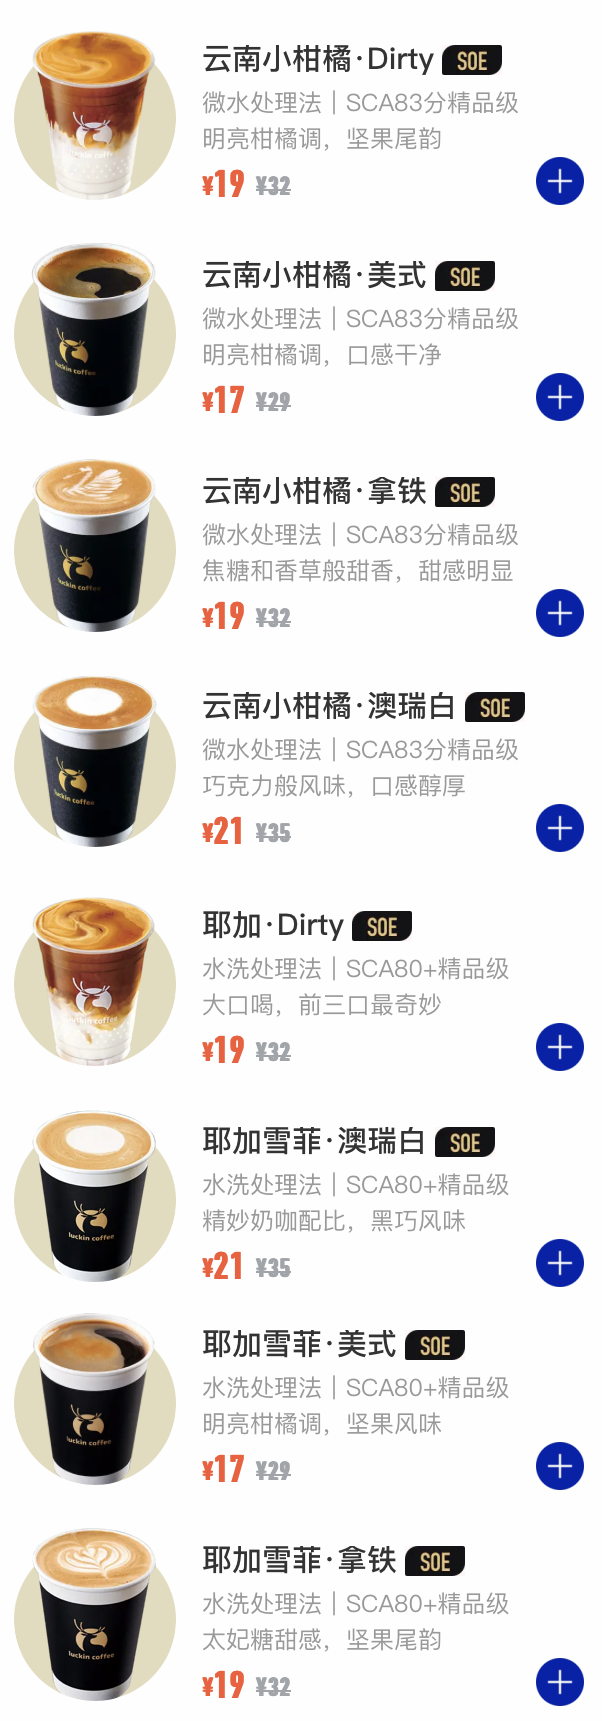 云南小柑橘·Dirty SOE
微水处理法 | SCA83分精品级
明亮柑橘调，坚果尾韵
¥19 ¥32
luckin coffee
云南小柑橘·美式 SOE
微水处理法 | SCA83分精品级
明亮柑橘调，口感干净
¥17 ¥29
luckin coffee
云南小柑橘·拿铁 SOE
微水处理法 | SCA83分精品级
焦糖和香草般甜香，甜感明显
¥19 ¥32
luckin coffee
云南小柑橘·澳瑞白 SOE
微水处理法 | SCA83分精品级
巧克力般风味，口感醇厚
¥21 ¥35
luckin coffee
耶加·Dirty SOE
水洗处理法 | SCA80+精品级
大口喝，前三口最奇妙
¥19 ¥32
luckin coffee
耶加雪菲·澳瑞白 SOE
水洗处理法 | SCA80+精品级
精妙奶咖配比，黑巧风味
¥21 ¥35
luckin coffee
耶加雪菲·美式 SOE
水洗处理法 | SCA80+精品级
明亮柑橘调，坚果风味
¥17 ¥29
luckin coffee
耶加雪菲·拿铁 SOE
水洗处理法 | SCA80+精品级
太妃糖甜感，坚果尾韵
¥19 ¥32
luckin coffee